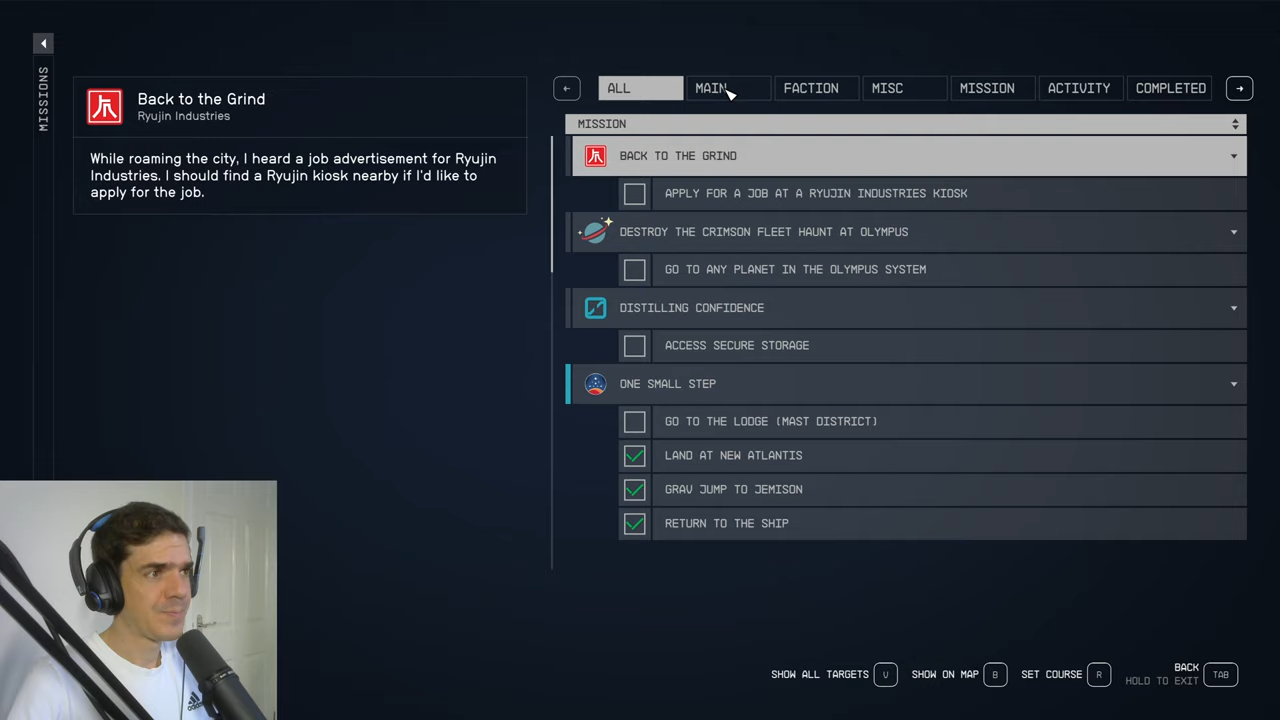 MISSIONS
Back to the Grind
Ryujin Industries
While roaming the city, I heard a job advertisement for Ryujin
Industries. I should find a Ryujin kiosk nearby if I'd like to
apply for the job.
ALL
MAIN
FACTION
MISC
MISSION
ACTIVITY
COMPLETED
MISSION
BACK TO THE GRIND
APPLY FOR A JOB AT A RYUJIN INDUSTRIES KIOSK
DESTROY THE CRIMSON FLEET HAUNT AT OLYMPUS
GO TO ANY PLANET IN THE OLYMPUS SYSTEM
DISTILLING CONFIDENCE
ACCESS SECURE STORAGE
ONE SMALL STEP
GO TO THE LODGE (MAST DISTRICT)
LAND AT NEW ATLANTIS
GRAV JUMP TO JEMISON
RETURN TO THE SHIP
adidas
SHOW ALL TARGETS V
SHOW ON MAP B
SET COURSE R
BACK
HOLD TO EXIT
TAB